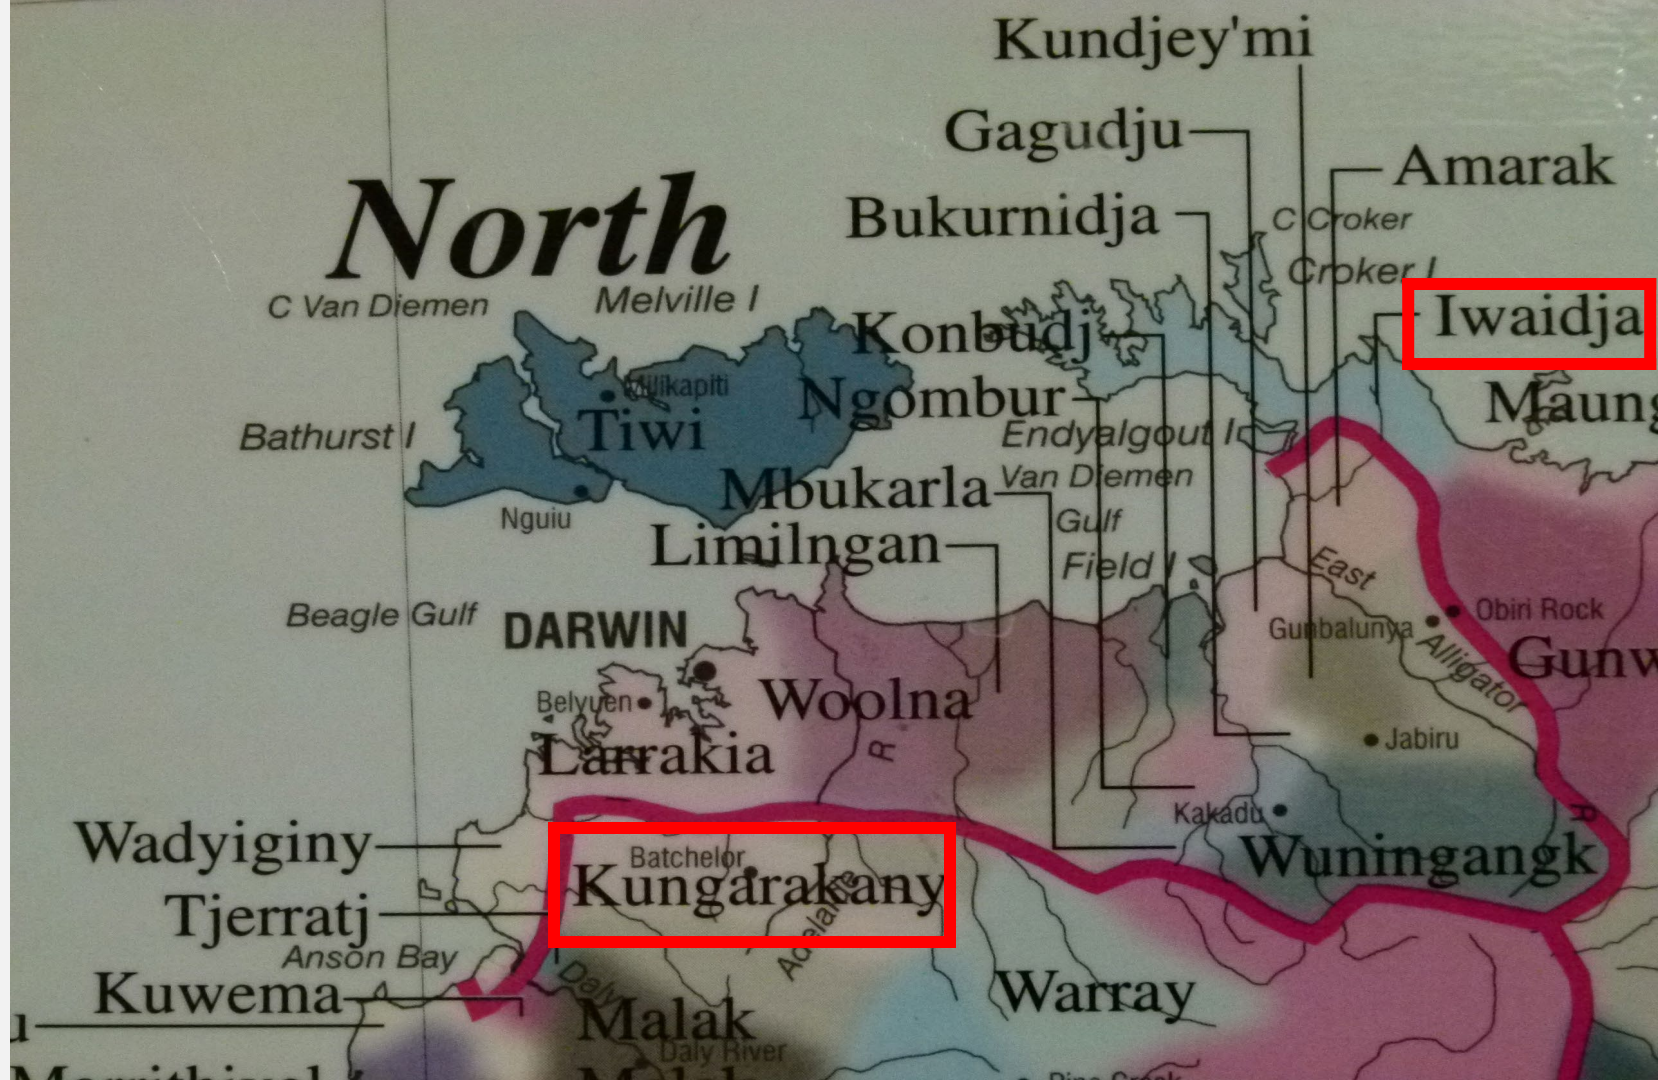 Kundjey'mi
Gagudju
Amarak
Bukurnidja
C Croker
North
Croker I
C Van Diemen
Melville I
Iwaidja
Konbudj
Milikapiti
Ngombur
Tiwi
Bathurst I
Endyalgout I
Mbukarla
Van Diemen
Gulf
Nguiu
Limilngan
Field I
East
Alligator
Beagle Gulf
DARWIN
Gunbalunya
Obiri Rock
Belyuen
Woolna
R
Larrakia
Jabiru
Kakadu
R
Wadyiginy
Batchelor
Kungarakany
Wuningangk
Tjerratj
Adelaide
Anson Bay
Daly
Kuwema
Warray
Malak
Daly River